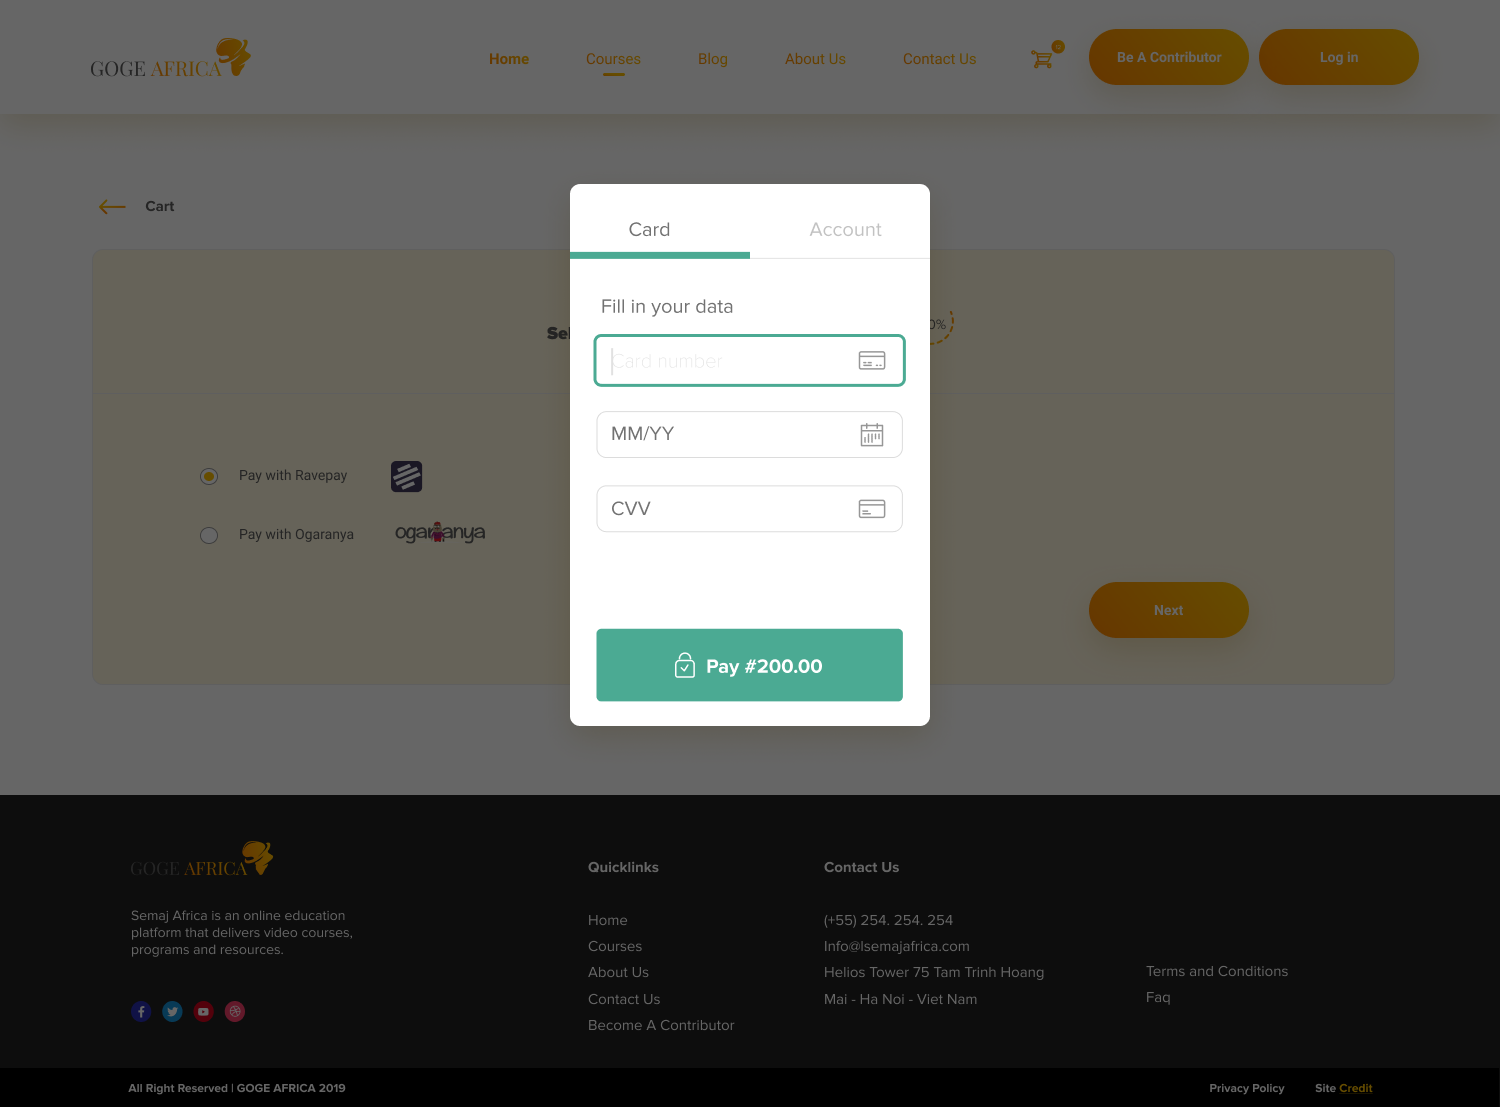 GOGE AFRICA
Home
Courses
Blog
About Us
Contact Us
0
Be A Contributor
Log in
Cart
Card
Account
Fill in your data
Card number
MM/YY
CVV
Pay #200.00
Pay with Ravepay
Pay with Ogaranya
ogaranya
Next
GOGE AFRICA
Semaj Africa is an online education
platform that delivers video courses,
programs and resources.
Quicklinks
Home
Courses
About Us
Contact Us
Become A Contributor
Contact Us
(+55) 254. 254. 254
Info@lsemajafrica.com
Helios Tower 75 Tam Trinh Hoang
Mai - Ha Noi - Viet Nam
Terms and Conditions
Faq
All Right Reserved | GOGE AFRICA 2019
Privacy Policy
Site Credit